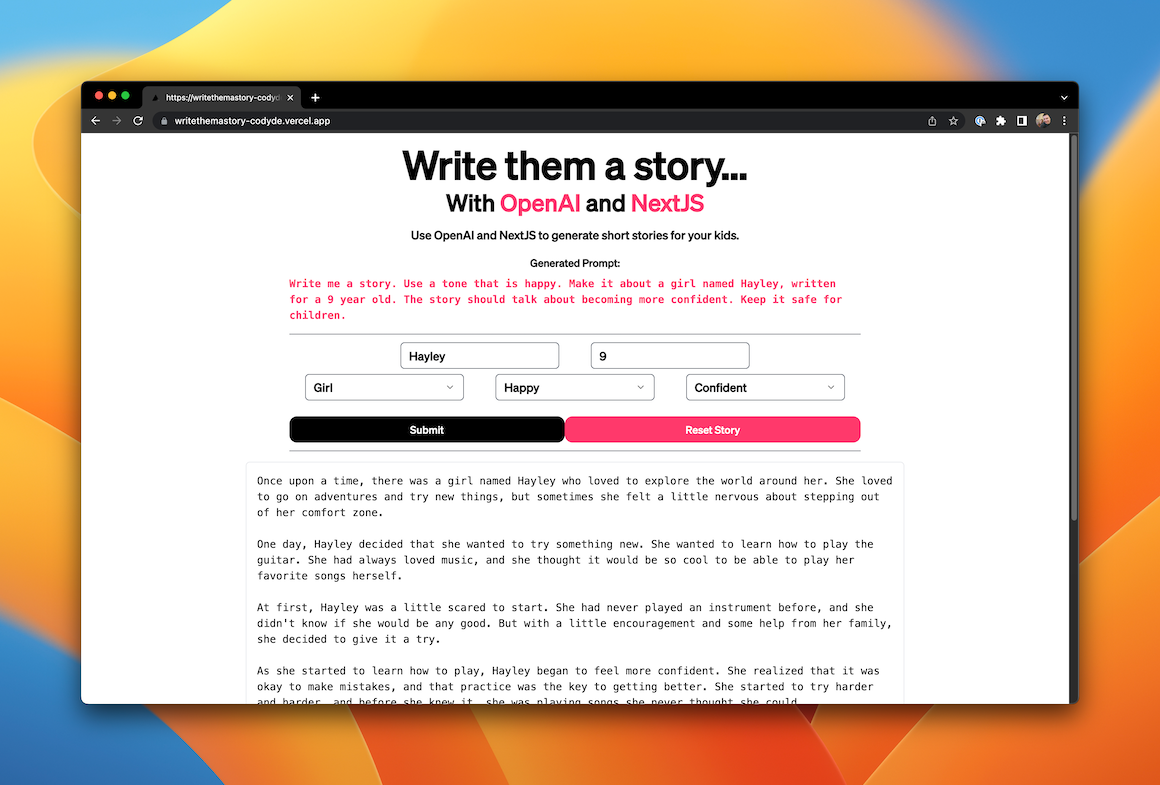 https://writethemastory-codyd
writethemastory-codyde.vercel.app
Write them a story...
With OpenAI and NextJS
Use OpenAI and NextJS to generate short stories for your kids.
Generated Prompt:
Write me a story. Use a tone that is happy. Make it about a girl named Hayley, written
for a 9 year old. The story should talk about becoming more confident. Keep it safe for
children.
Hayley
9
Girl
Happy
Confident
Submit
Reset Story
Once upon a time, there was a girl named Hayley who loved to explore the world around her. She loved
to go on adventures and try new things, but sometimes she felt a little nervous about stepping out
of her comfort zone.
One day, Hayley decided that she wanted to try something new. She wanted to learn how to play the
guitar. She had always loved music, and she thought it would be so cool to be able to play her
favorite songs herself.
At first, Hayley was a little scared to start. She had never played an instrument before, and she
didn't know if she would be any good. But with a little encouragement and some help from her family,
she decided to give it a try.
As she started to learn how to play, Hayley began to feel more confident. She realized that it was
okay to make mistakes, and that practice was the key to getting better. She started to try harder
and harder, and before she knew it, she was playing songs she never thought she could.